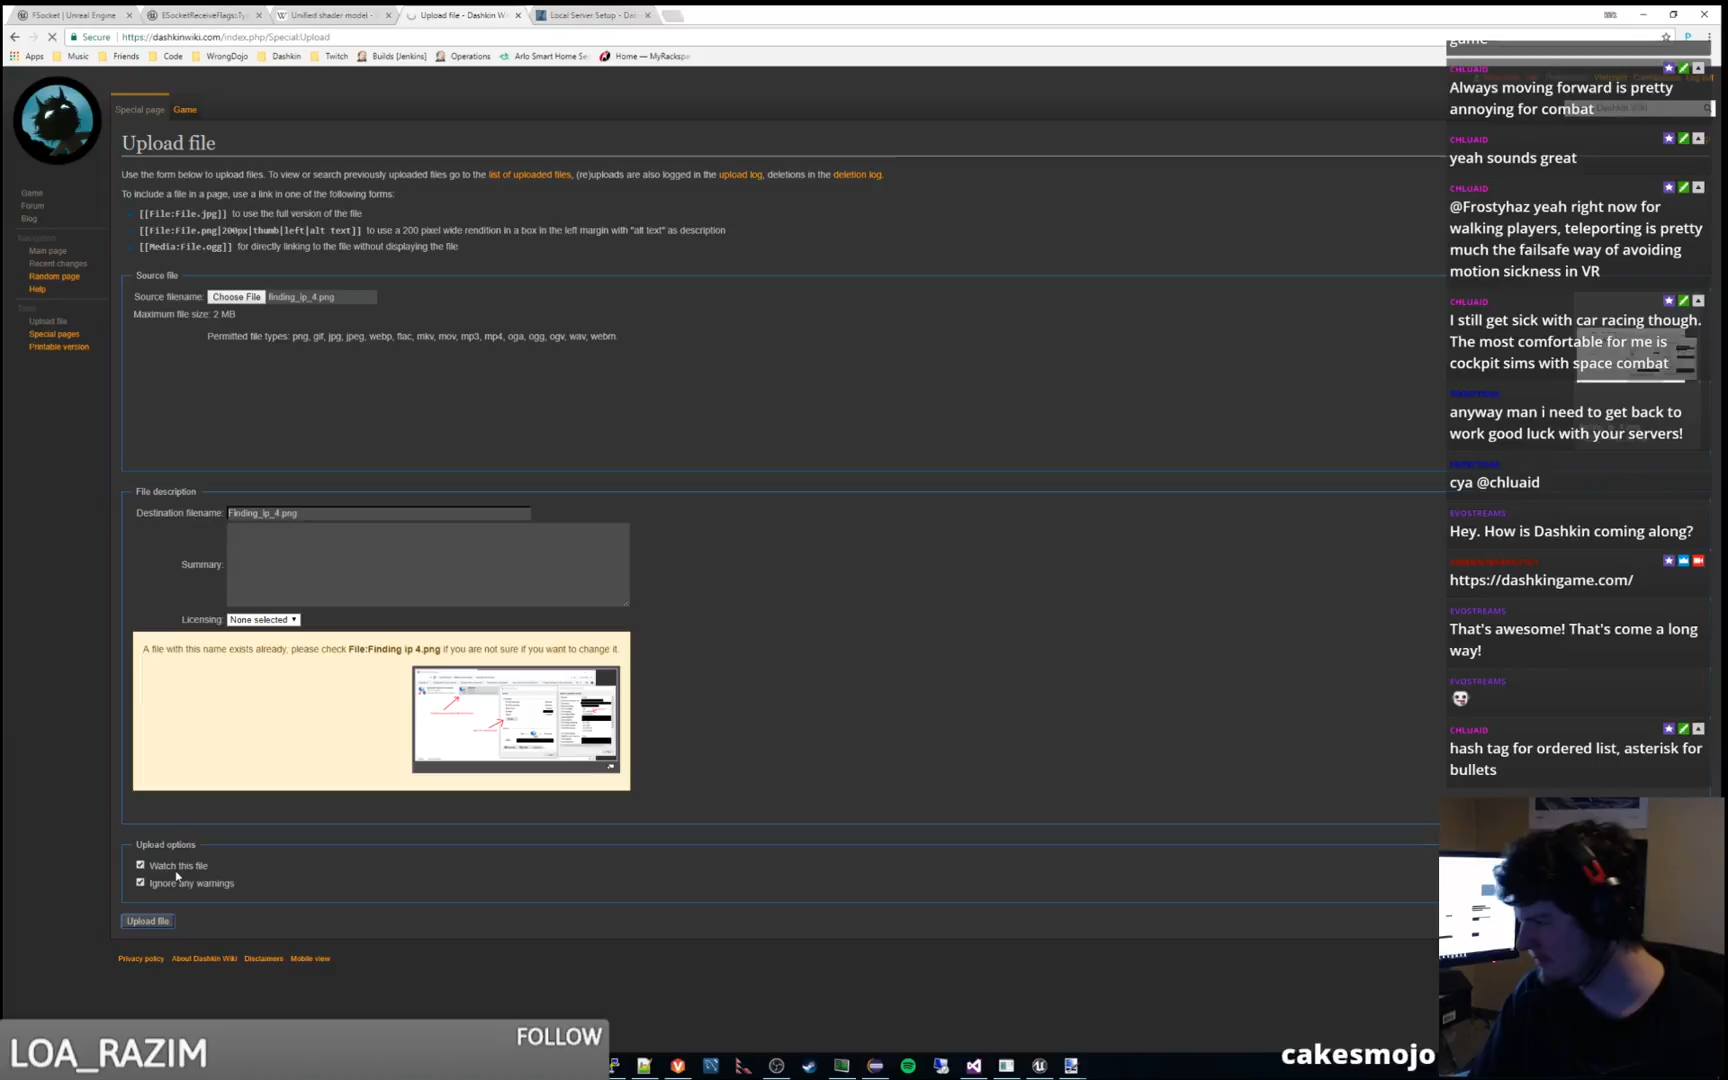 FSocket | Unreal Engine
ESocketReceiveFlags::Ty
Unified shader model -
Upload file - Dashkin W
Local Server Setup - Da
Secure
https://dashkinwiki.com/index.php/Special:Upload
Apps
Music
Friends
Code
WrongDojo
Dashkin
Twitch
Builds [Jenkins]
Operations
Arlo Smart Home Se
Home — MyRackspa
Special page
Game
Upload file
Use the form below to upload files. To view or search previously uploaded files go to the list of uploaded files, (re)uploads are also logged in the upload log, deletions in the deletion log.
To include a file in a page, use a link in one of the following forms:
[[File:File.jpg]] to use the full version of the file
[[File:File.png|200px|thumb|left|alt text]] to use a 200 pixel wide rendition in a box in the left margin with "alt text" as description
[[Media:File.ogg]] for directly linking to the file without displaying the file
Game
Forum
Blog
Navigation
Main page
Recent changes
Random page
Help
Tools
Upload file
Special pages
Printable version
Source file
Source filename: Choose File finding_ip_4.png
Maximum file size: 2 MB
Permitted file types: png, gif, jpg, jpeg, webp, flac, mkv, mov, mp3, mp4, oga, ogg, ogv, wav, webm.
File description
Destination filename: Finding_ip_4.png
Summary:
Licensing: None selected
A file with this name exists already, please check File:Finding ip 4.png if you are not sure if you want to change it.
Upload options
Watch this file
Ignore any warnings
Upload file
Privacy policy
About Dashkin Wiki
Disclaimers
Mobile view
game
CHLUAID
Always moving forward is pretty
annoying for combat
CHLUAID
yeah sounds great
CHLUAID
@Frostyhaz yeah right now for
walking players, teleporting is pretty
much the failsafe way of avoiding
motion sickness in VR
CHLUAID
I still get sick with car racing though.
The most comfortable for me is
cockpit sims with space combat
anyway man i need to get back to
work good luck with your servers!
cya @chluaid
EVOSTREAMS
Hey. How is Dashkin coming along?
https://dashkingame.com/
EVOSTREAMS
That's awesome! That's come a long
way!
EVOSTREAMS
CHLUAID
hash tag for ordered list, asterisk for
bullets
LOA_RAZIM
FOLLOW
cakesmojo